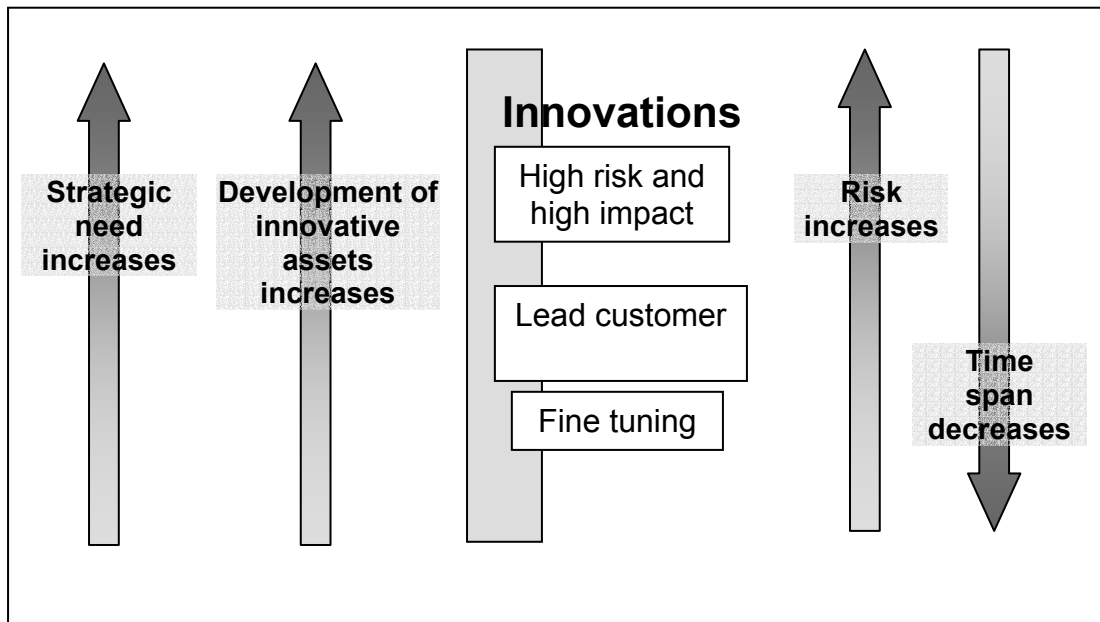 Innovations
High risk and
high impact
Lead customer
Fine tuning
Strategic
need
increases
Development of
innovative
assets
increases
Risk
increases
Time
span
decreases